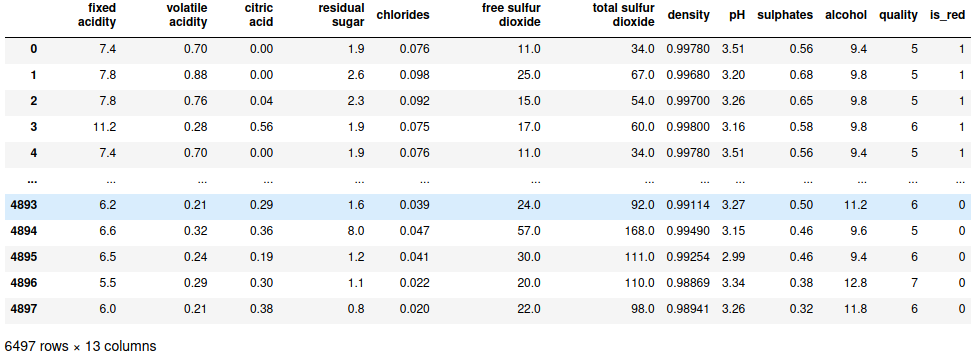 fixed acidity volatile acidity citric acid residual sugar chlorides free sulfur dioxide total sulfur dioxide density pH sulphates alcohol quality is_red
0 7.4 0.70 0.00 1.9 0.076 11.0 34.0 0.99780 3.51 0.56 9.4 5 1
1 7.8 0.88 0.00 2.6 0.098 25.0 67.0 0.99680 3.20 0.68 9.8 5 1
2 7.8 0.76 0.04 2.3 0.092 15.0 54.0 0.99700 3.26 0.65 9.8 5 1
3 11.2 0.28 0.56 1.9 0.075 17.0 60.0 0.99800 3.16 0.58 9.8 6 1
4 7.4 0.70 0.00 1.9 0.076 11.0 34.0 0.99780 3.51 0.56 9.4 5 1
... ... ... ... ... ... ... ... ... ... ... ... ... ...
4893 6.2 0.21 0.29 1.6 0.039 24.0 92.0 0.99114 3.27 0.50 11.2 6 0
4894 6.6 0.32 0.36 8.0 0.047 57.0 168.0 0.99490 3.15 0.46 9.6 5 0
4895 6.5 0.24 0.19 1.2 0.041 30.0 111.0 0.99254 2.99 0.46 9.4 6 0
4896 5.5 0.29 0.30 1.1 0.022 20.0 110.0 0.98869 3.34 0.38 12.8 7 0
4897 6.0 0.21 0.38 0.8 0.020 22.0 98.0 0.98941 3.26 0.32 11.8 6 0
6497 rows × 13 columns